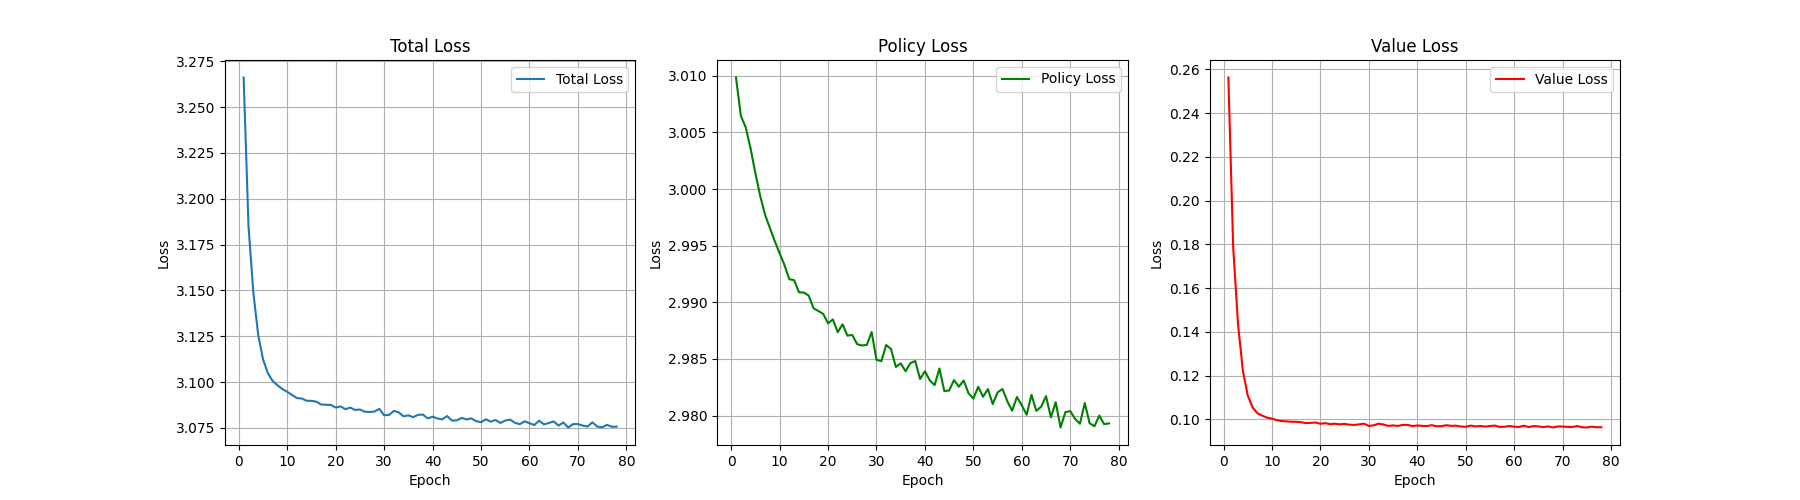 Total Loss
Total Loss
3.275
3.250
3.225
3.200
3.175
3.150
3.125
3.100
3.075
Loss
0 10 20 30 40 50 60 70 80
Epoch
Policy Loss
Policy Loss
3.010
3.005
3.000
2.995
2.990
2.985
2.980
Loss
0 10 20 30 40 50 60 70 80
Epoch
Value Loss
Value Loss
0.26
0.24
0.22
0.20
0.18
0.16
0.14
0.12
0.10
Loss
0 10 20 30 40 50 60 70 80
Epoch